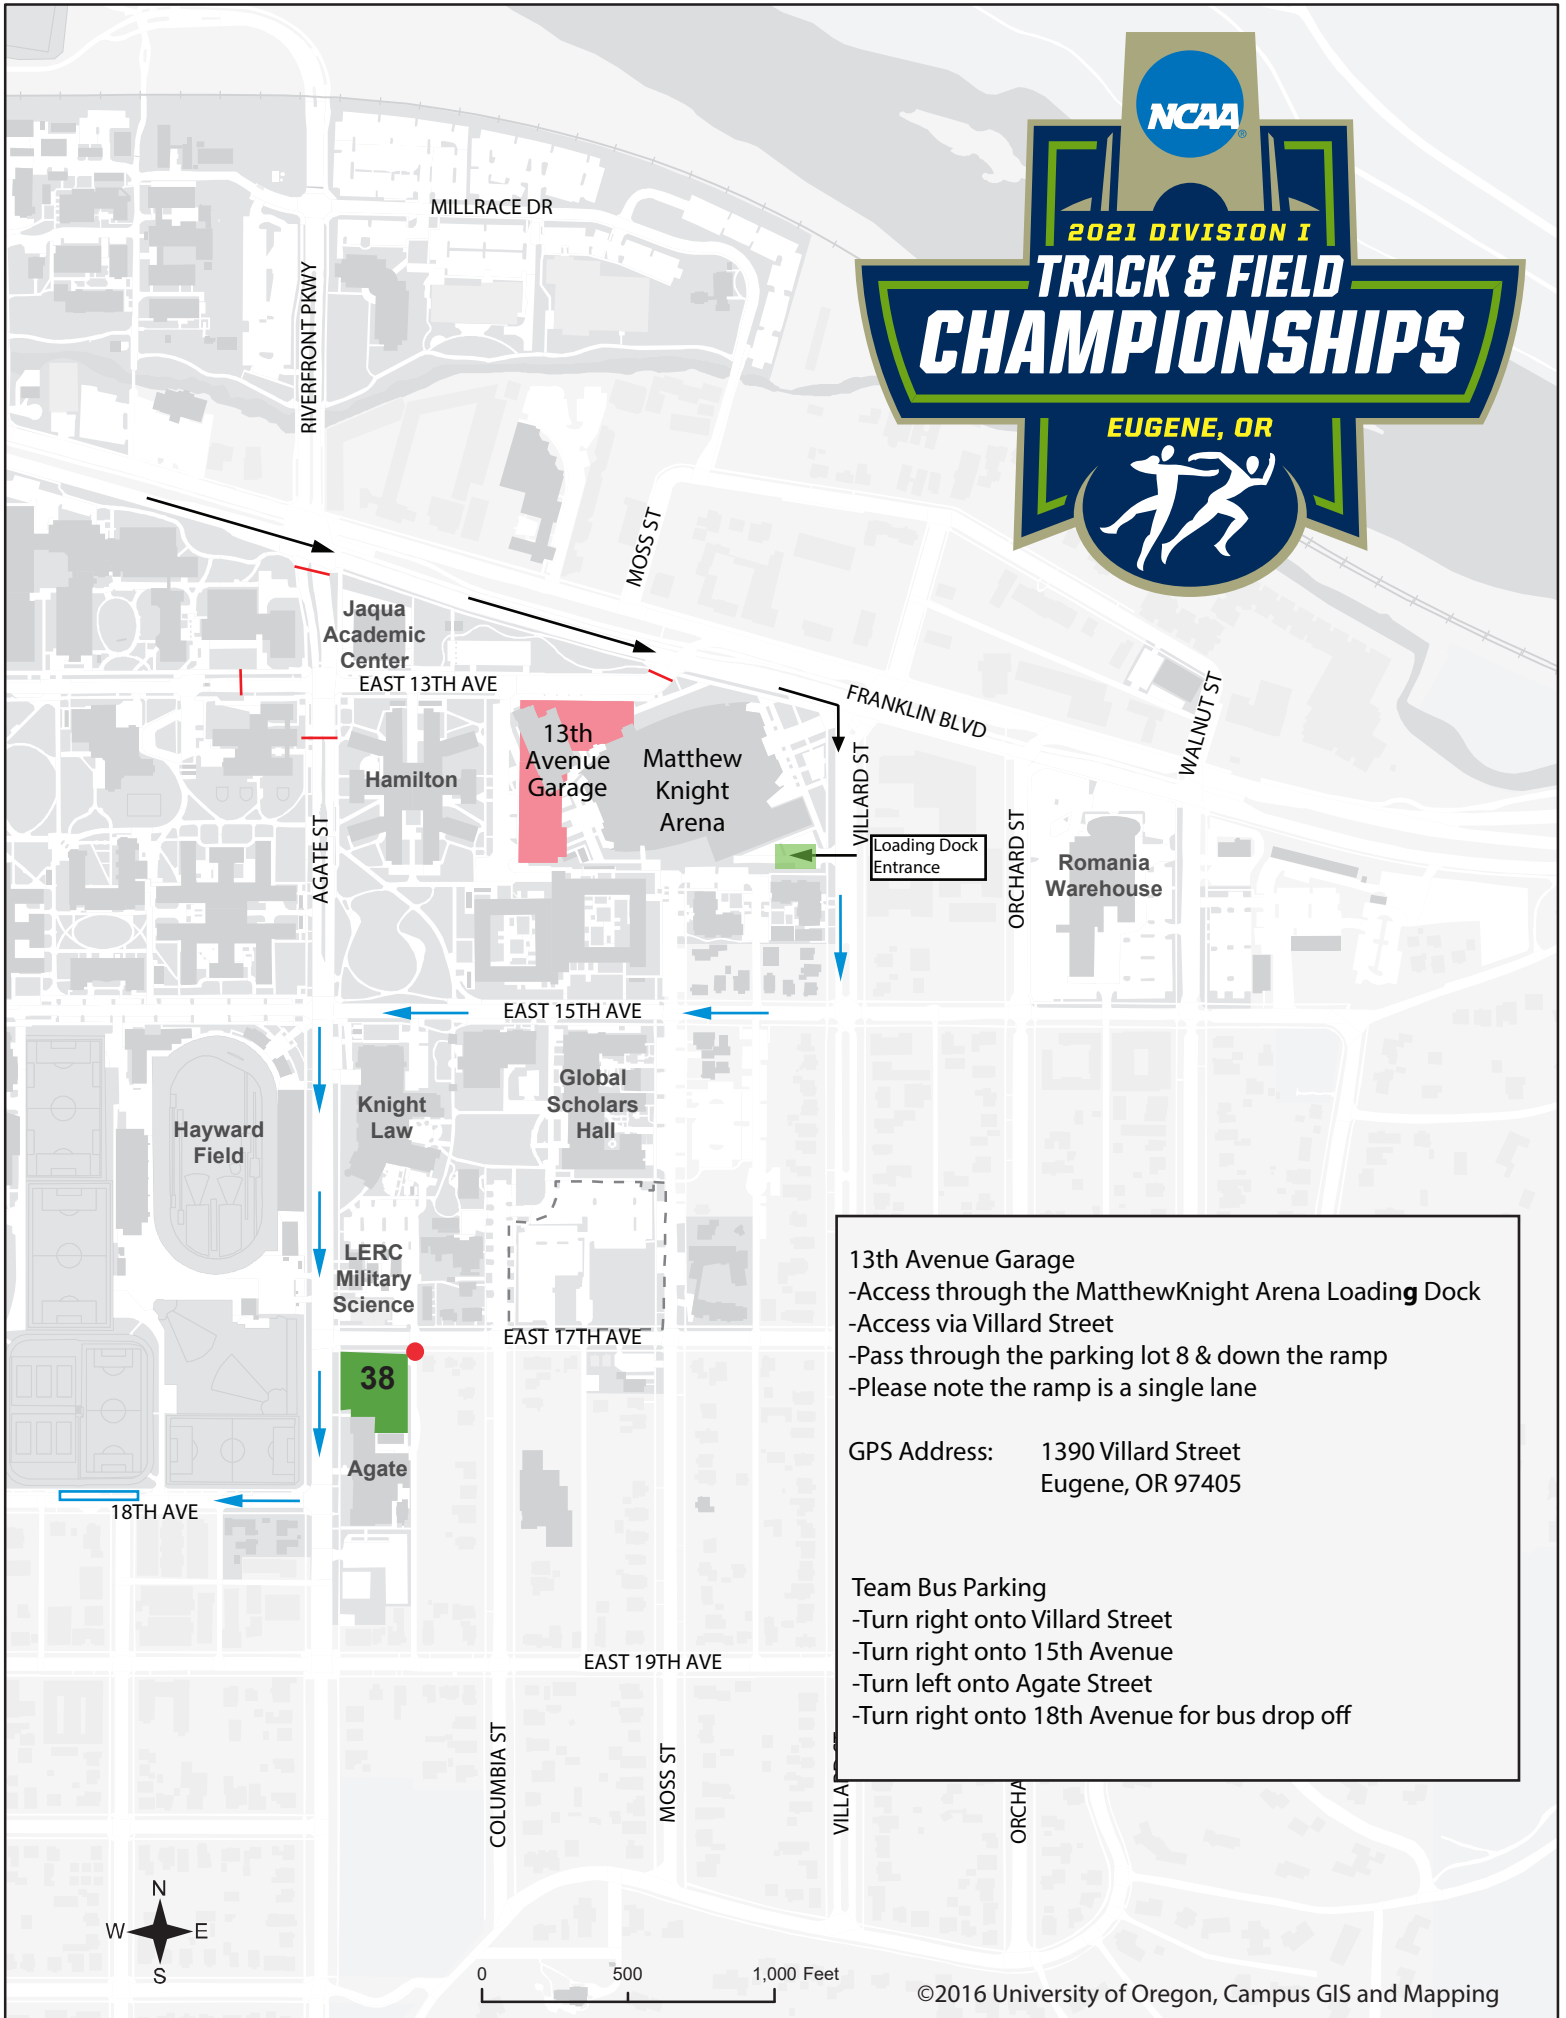 NCAA
®
2021 DIVISION I
TRACK & FIELD
CHAMPIONSHIPS
EUGENE, OR
MILLRACE DR
RIVERFRONT PKWY
MOSS ST
Jaqua
Academic
Center
EAST 13TH AVE
FRANKLIN BLVD
WALNUT ST
13th
Avenue
Garage
Matthew
Knight
Arena
Hamilton
VILLARD ST
AGATE ST
Loading Dock
Entrance
ORCHARD ST
Romania
Warehouse
EAST 15TH AVE
Global
Scholars
Hall
Knight
Law
Hayward
Field
LERC
Military
Science
EAST 17TH AVE
38
Agate
18TH AVE
13th Avenue Garage
-Access through the MatthewKnight Arena Loading Dock
-Access via Villard Street
-Pass through the parking lot 8 & down the ramp
-Please note the ramp is a single lane
GPS Address: 1390 Villard Street
Eugene, OR 97405
Team Bus Parking
-Turn right onto Villard Street
-Turn right onto 15th Avenue
-Turn left onto Agate Street
-Turn right onto 18th Avenue for bus drop off
EAST 19TH AVE
COLUMBIA ST
MOSS ST
VILLARD ST
ORCHA
N
W E
S
0 500 1,000 Feet
©2016 University of Oregon, Campus GIS and Mapping